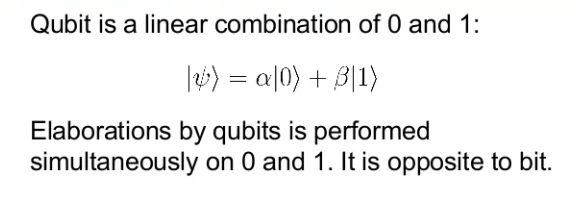 Qubit is a linear combination of 0 and 1:
|ψ⟩ = α|0⟩ + β|1⟩
Elaborations by qubits is performed
simultaneously on 0 and 1. It is opposite to bit.